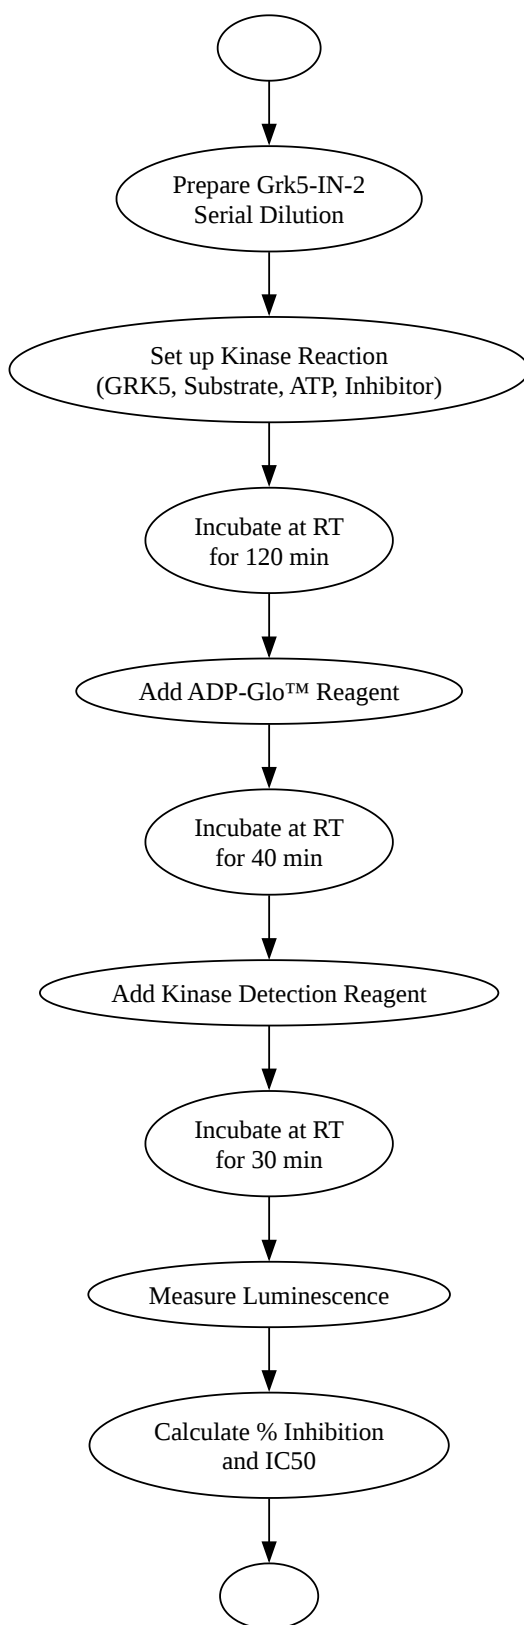 Prepare Grk5-IN-2
Serial Dilution
Set up Kinase Reaction
(GRK5, Substrate, ATP, Inhibitor)
Incubate at RT
for 120 min
Add ADP-Glo™ Reagent
Incubate at RT
for 40 min
Add Kinase Detection Reagent
Incubate at RT
for 30 min
Measure Luminescence
Calculate % Inhibition
and IC50